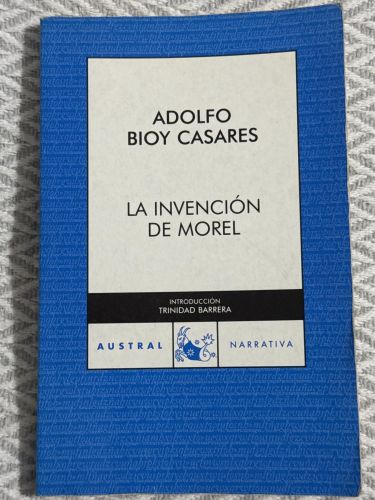 ADOLFO
BIOY CASARES
LA INVENCIÓN
DE MOREL
INTRODUCCIÓN
TRINIDAD BARRERA
AUSTRAL NARRATIVA